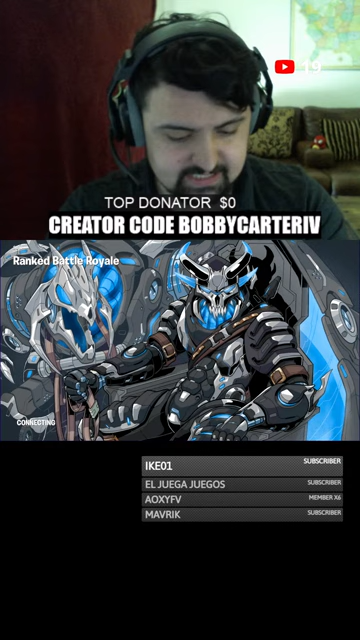 19
TOP DONATOR $0
CREATOR CODE BOBBYCARTERIV
Ranked Battle Royale
CONNECTING
IKE01 SUBSCRIBER
EL JUEGA JUEGOS SUBSCRIBER
AOXYFV MEMBER X6
MAVRIK SUBSCRIBER